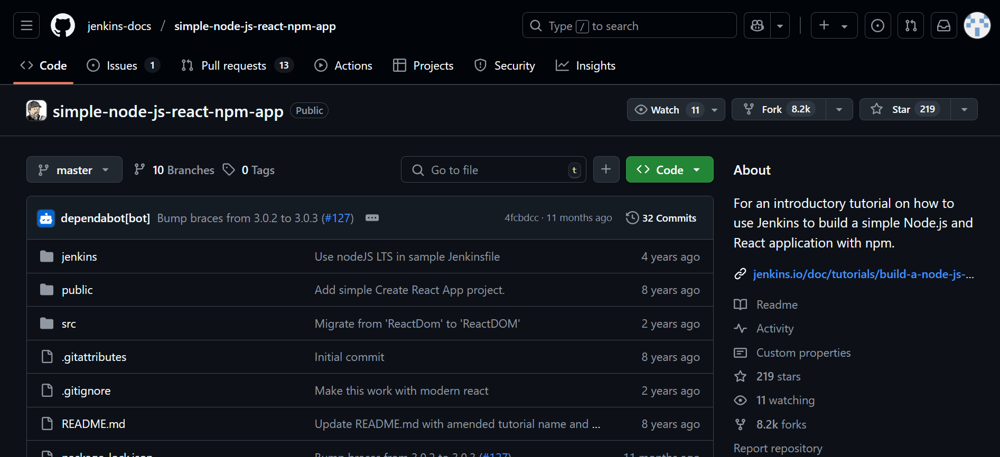 jenkins-docs / simple-node-js-react-npm-app
Type / to search
Code
Issues 1
Pull requests 13
Actions
Projects
Security
Insights
simple-node-js-react-npm-app Public
Watch 11
Fork 8.2k
Star 219
master
10 Branches
0 Tags
Go to file t
Code
dependabot[bot] Bump braces from 3.0.2 to 3.0.3 (#127)
4fcbdcc · 11 months ago
32 Commits
jenkins Use nodeJS LTS in sample Jenkinsfile 4 years ago
public Add simple Create React App project. 8 years ago
src Migrate from 'ReactDom' to 'ReactDOM' 2 years ago
.gitattributes Initial commit 8 years ago
.gitignore Make this work with modern react 2 years ago
README.md Update README.md with amended tutorial name and ... 8 years ago
package-lock.json Bump braces from 3.0.2 to 3.0.3 (#127) 11 months ago
About
For an introductory tutorial on how to
use Jenkins to build a simple Node.js and
React application with npm.
jenkins.io/doc/tutorials/build-a-node-js-...
Readme
Activity
Custom properties
219 stars
11 watching
8.2k forks
Report repository